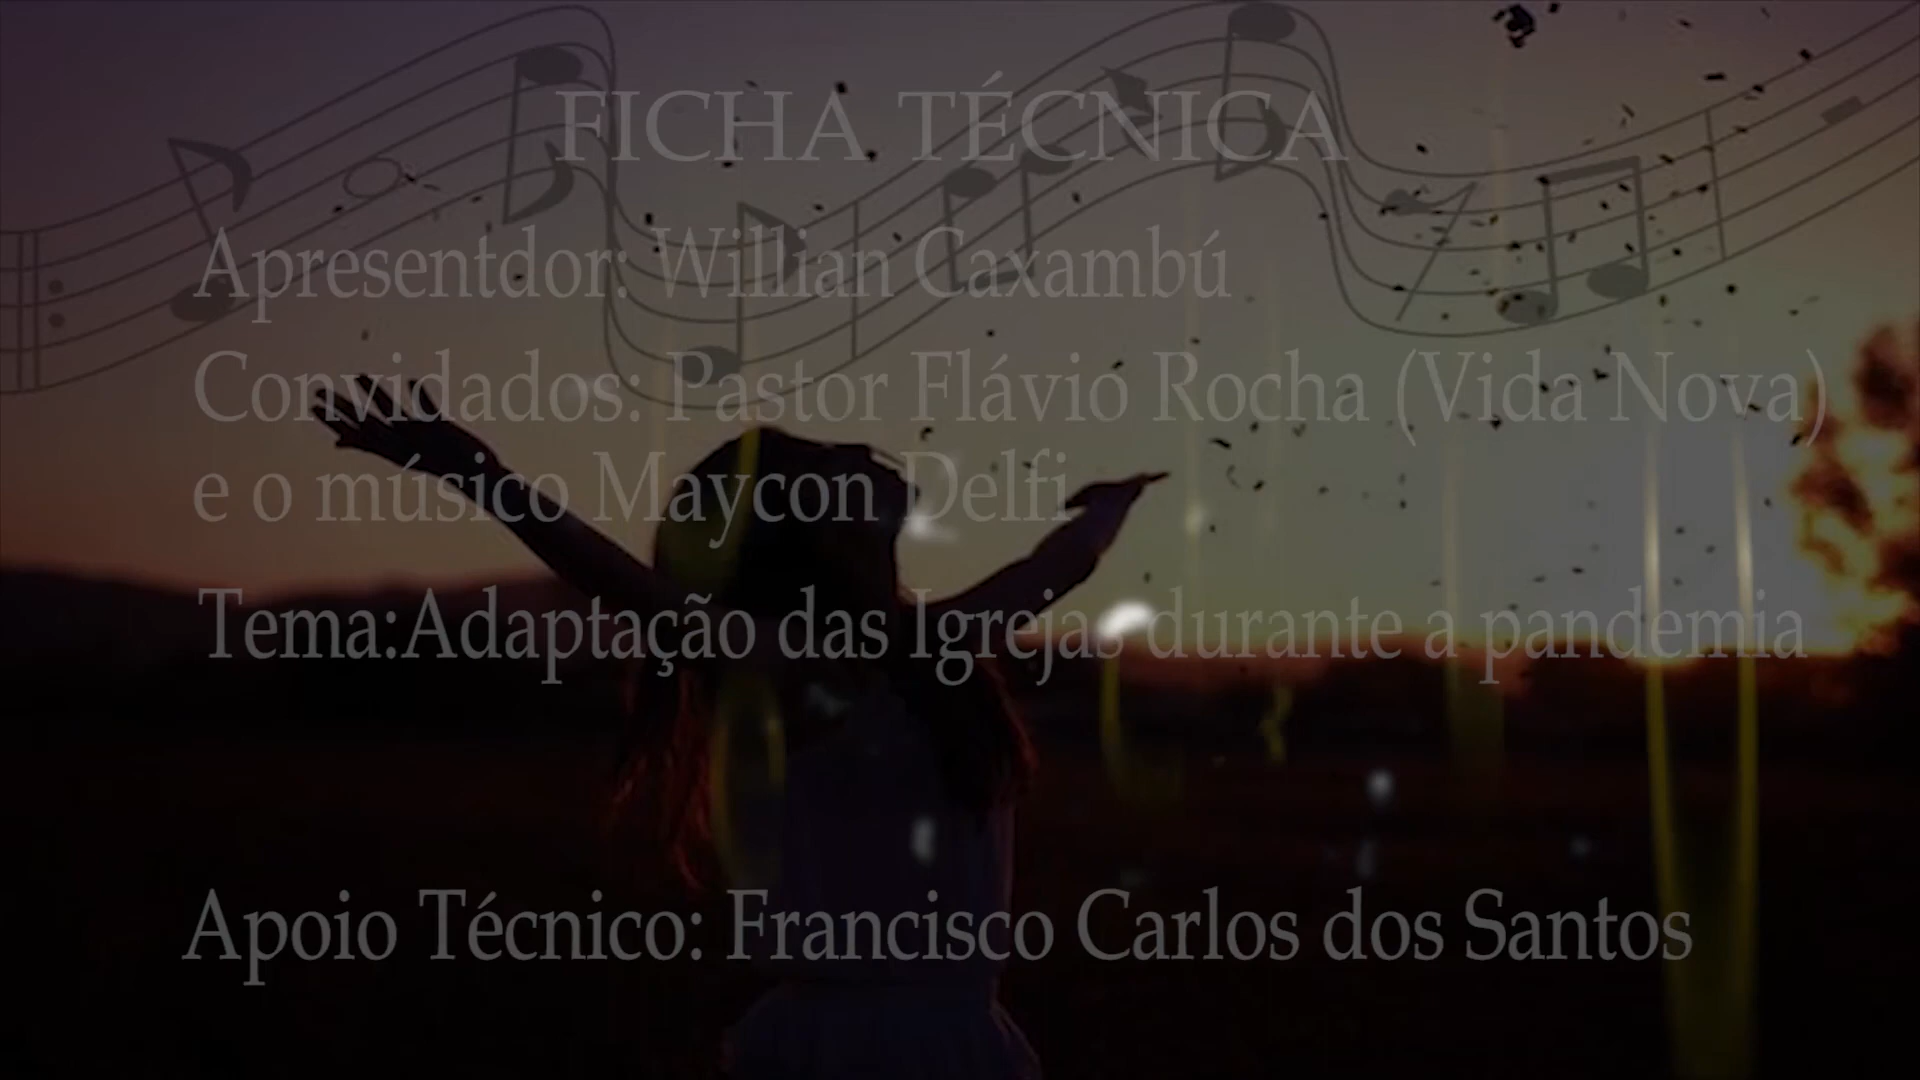 FICHA TÉCNICA
Apresentdor: Willian Caxambú
Convidados: Pastor Flávio Rocha (Vida Nova)
e o músico Maycon Delfi
Tema:Adaptação das Igrejas durante a pandemia
Apoio Técnico: Francisco Carlos dos Santos